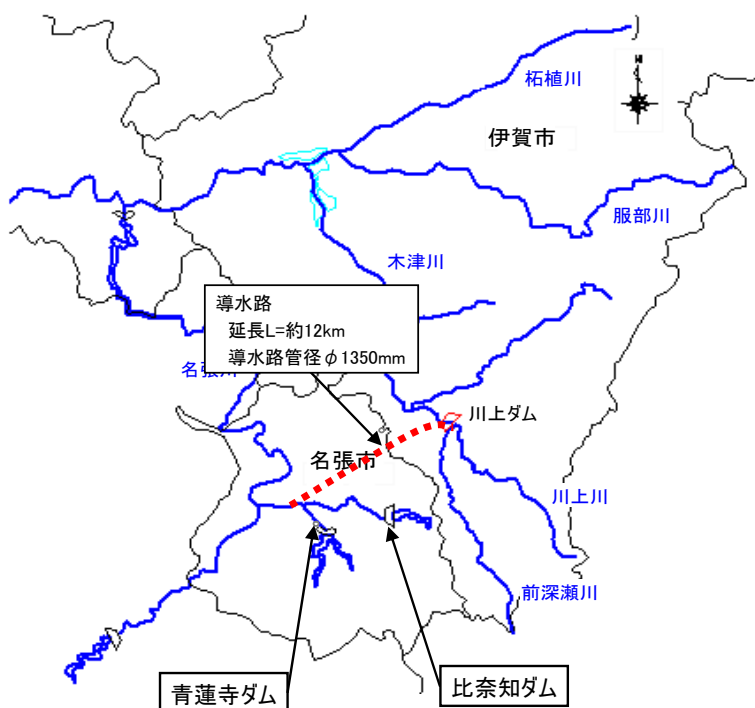 N
柘植川
伊賀市
服部川
木津川
導水路
延長L=約12km
導水路管径φ1350mm
名張川
川上ダム
名張市
川上川
前深瀬川
青蓮寺ダム
比奈知ダム